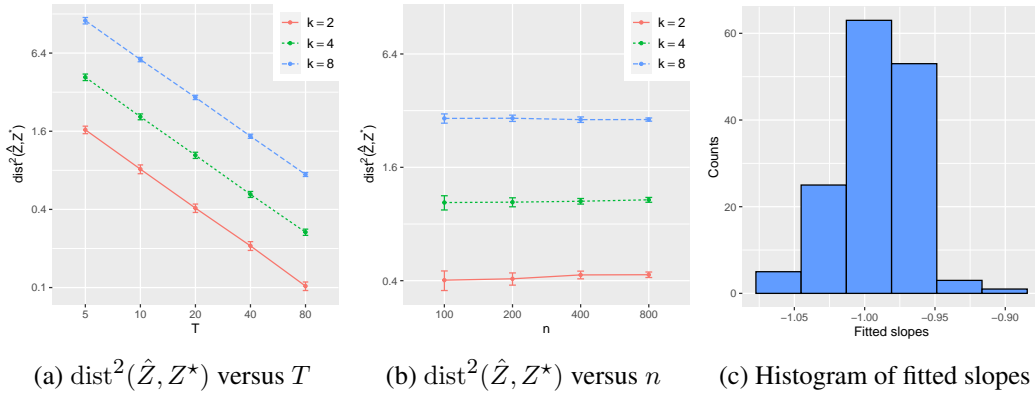 k = 2
k = 4
k = 8
6.4
1.6
0.4
0.1
dist²(Ẑ,Z*)
5 10 20 40 80
T
k = 2
k = 4
k = 8
6.4
1.6
0.4
dist²(Ẑ,Z*)
100 200 400 800
n
60
40
20
0
Counts
−1.05 −1.00 −0.95 −0.90
Fitted slopes
(a) dist²(Ẑ, Z⋆) versus T
(b) dist²(Ẑ, Z⋆) versus n
(c) Histogram of fitted slopes